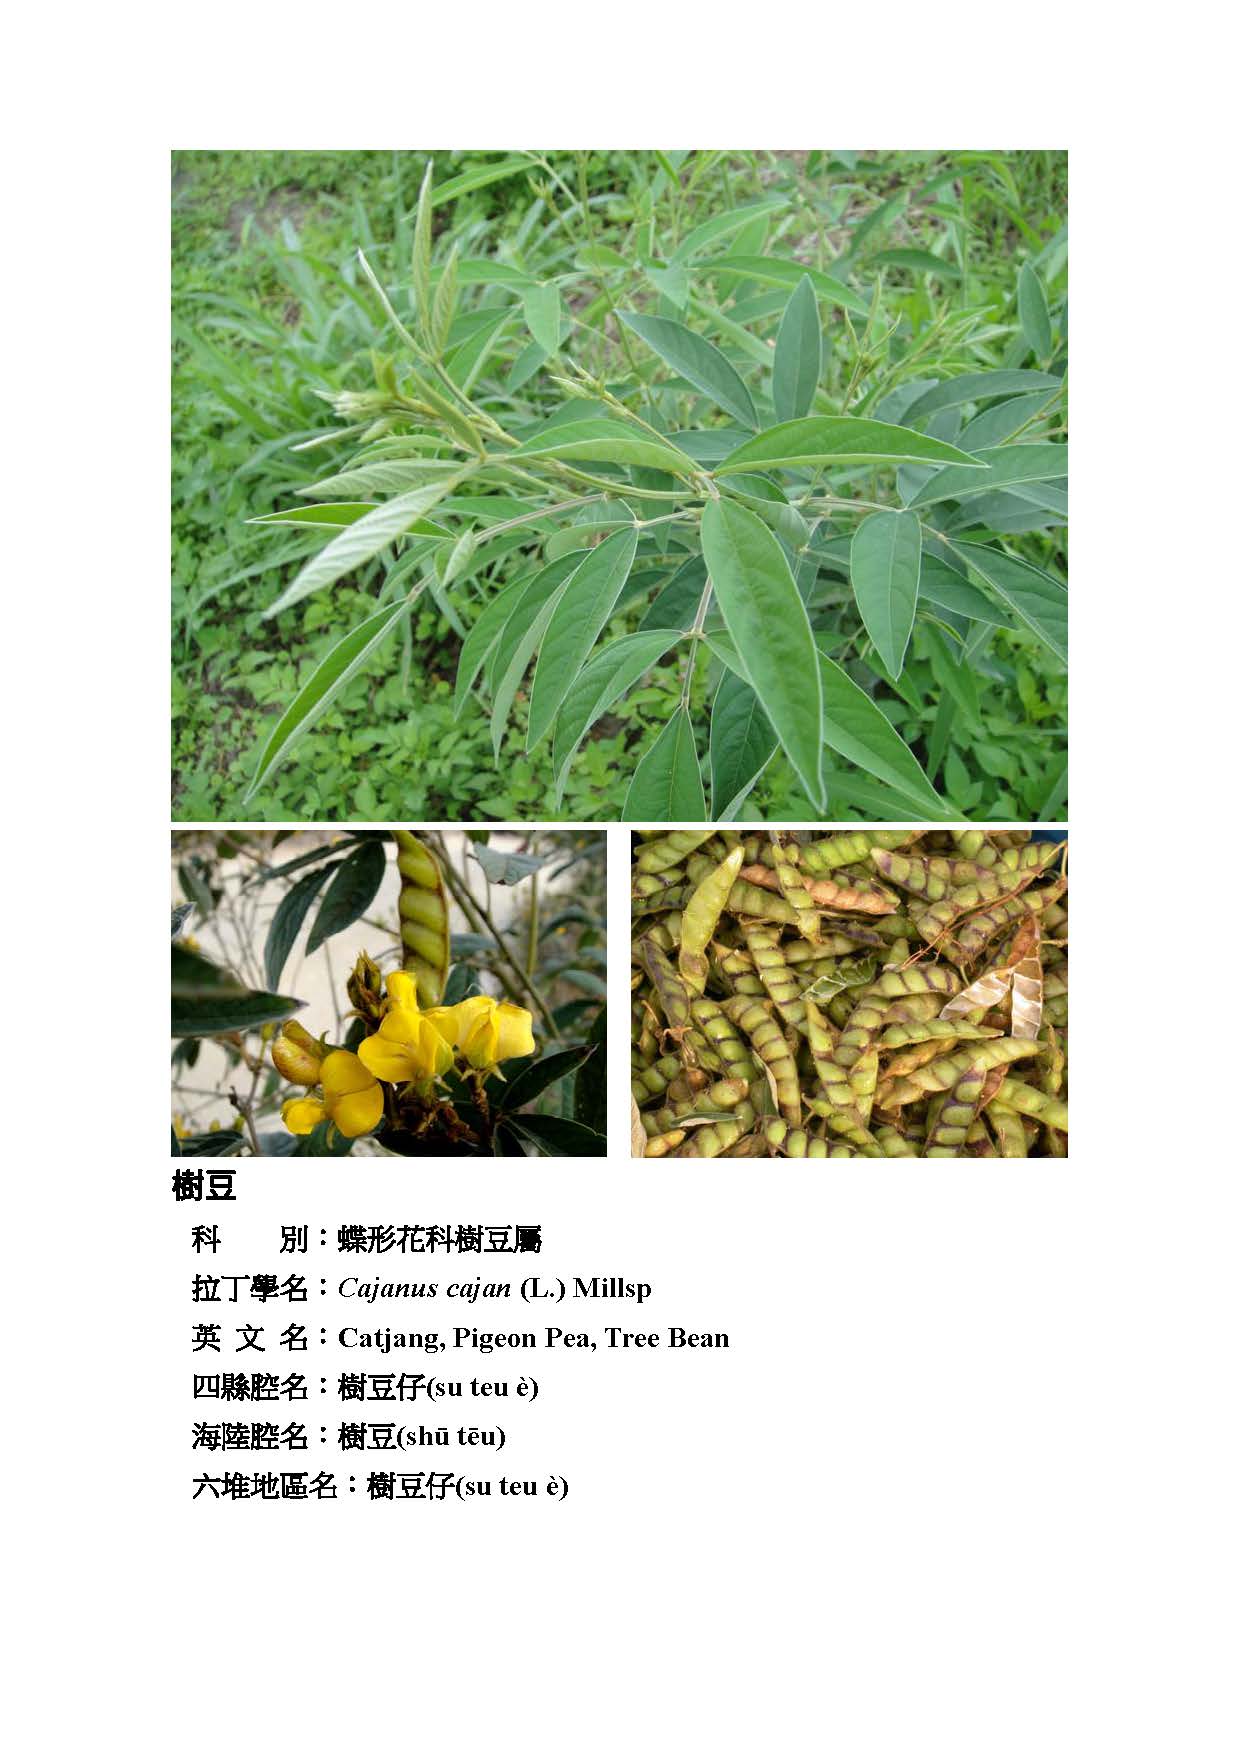 樹豆
科　　別：蝶形花科樹豆屬
拉丁學名：Cajanus cajan (L.) Millsp
英 文 名：Catjang, Pigeon Pea, Tree Bean
四縣腔名：樹豆仔(su teu è)
海陸腔名：樹豆(shū tēu)
六堆地區名：樹豆仔(su teu è)